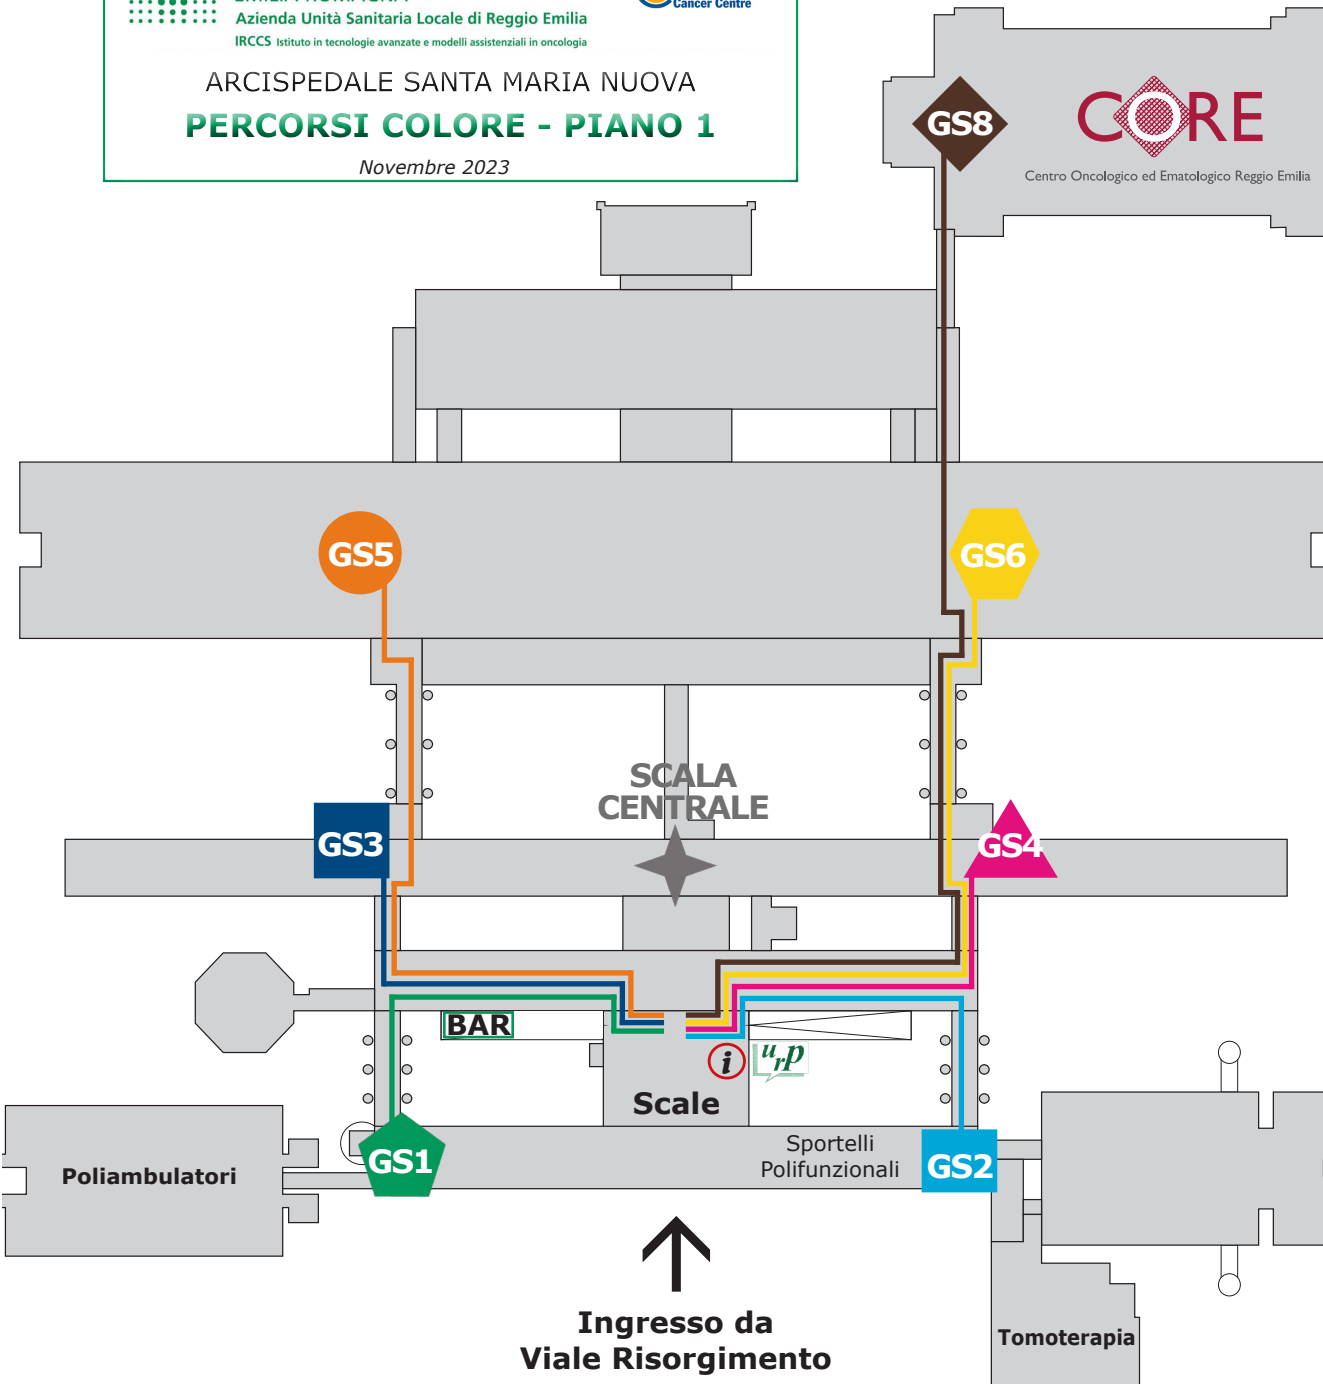 Cancer Centre
Azienda Unità Sanitaria Locale di Reggio Emilia
IRCCS Istituto in tecnologie avanzate e modelli assistenziali in oncologia
ARCISPEDALE SANTA MARIA NUOVA
PERCORSI COLORE - PIANO 1
Novembre 2023
GS8
CORE
Centro Oncologico ed Ematologico Reggio Emilia
GS5
GS6
SCALA
CENTRALE
GS3
GS4
BAR
i
urp
Scale
Sportelli
Polifunzionali
Poliambulatori
GS1
GS2
Ingresso da
Viale Risorgimento
Tomoterapia